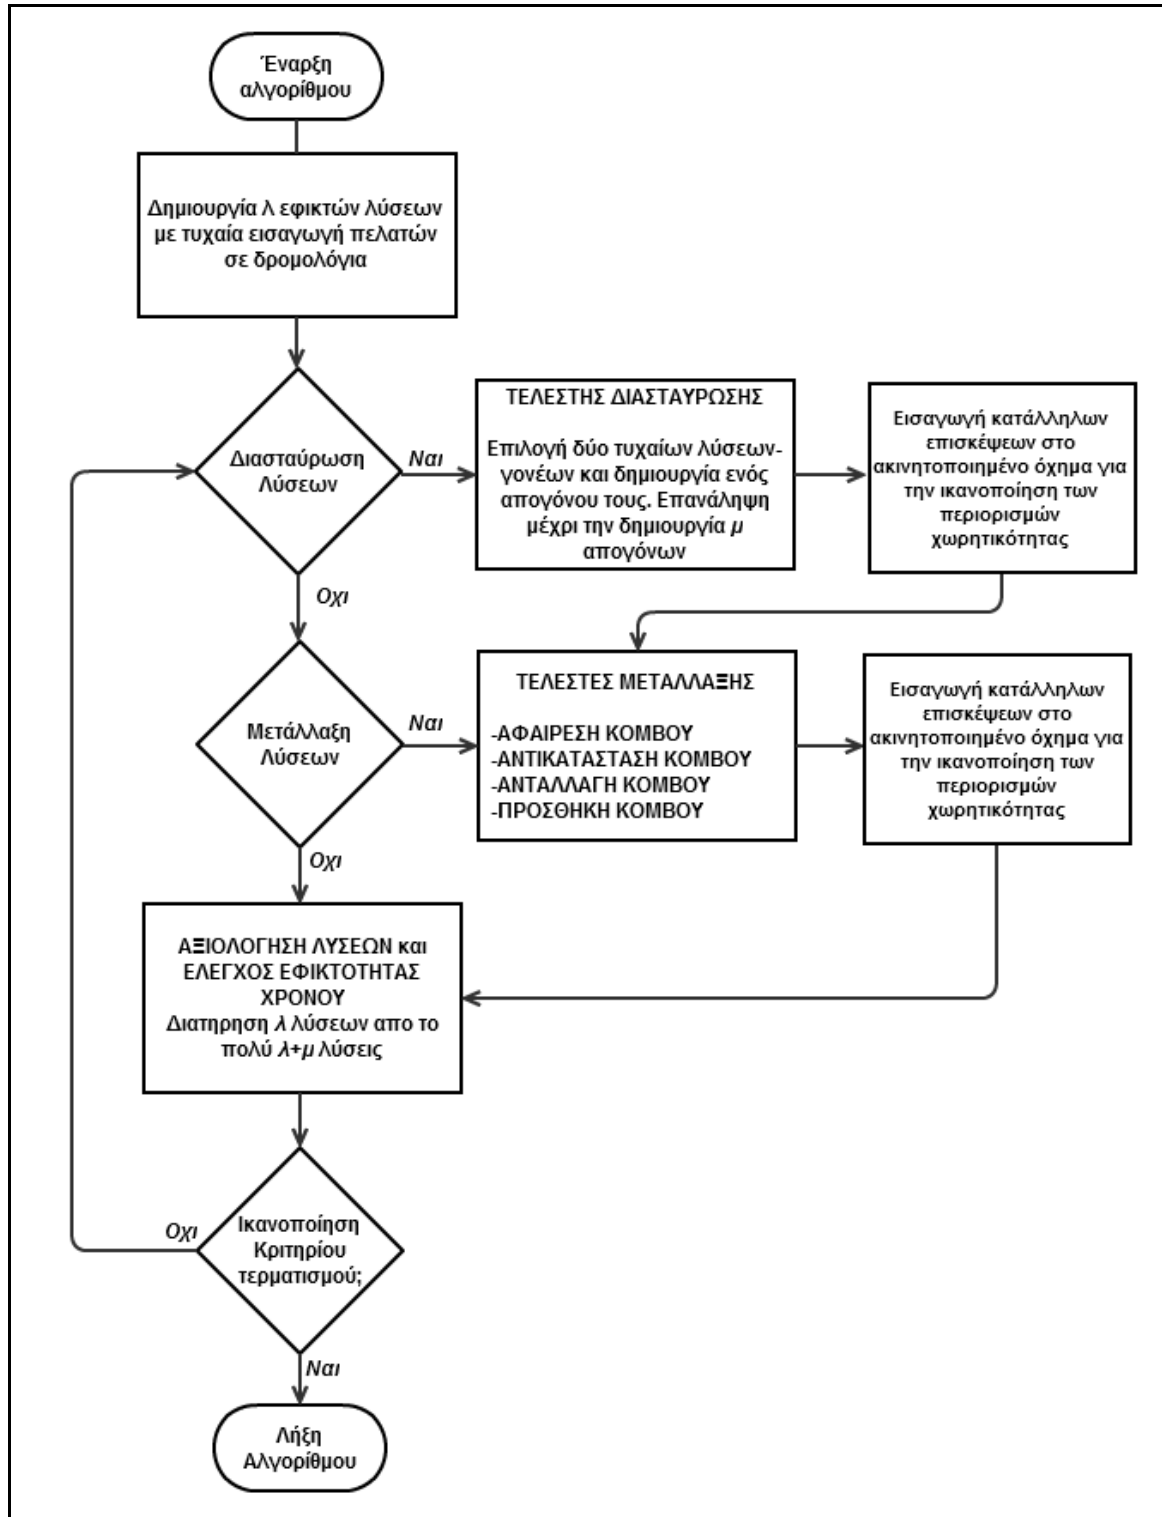 Έναρξη
αλγορίθμου
Δημιουργία λ εφικτών λύσεων
με τυχαία εισαγωγή πελατών
σε δρομολόγια
Διασταύρωση
Λύσεων
Ναι
ΤΕΛΕΣΤΗΣ ΔΙΑΣΤΑΥΡΩΣΗΣ
Επιλογή δύο τυχαίων λύσεων-
γονέων και δημιουργία ενός
απογόνου τους. Επανάληψη
μέχρι την δημιουργία μ
απογόνων
Εισαγωγή κατάλληλων
επισκέψεων στο
ακινητοποιημένο όχημα για
την ικανοποίηση των
περιορισμών
χωρητικότητας
Οχι
Μετάλλαξη
Λύσεων
Ναι
ΤΕΛΕΣΤΕΣ ΜΕΤΑΛΛΑΞΗΣ
-ΑΦΑΙΡΕΣΗ ΚΟΜΒΟΥ
-ΑΝΤΙΚΑΤΑΣΤΑΣΗ ΚΟΜΒΟΥ
-ΑΝΤΑΛΛΑΓΗ ΚΟΜΒΟΥ
-ΠΡΟΣΘΗΚΗ ΚΟΜΒΟΥ
Εισαγωγή κατάλληλων
επισκέψεων στο
ακινητοποιημένο όχημα για
την ικανοποίηση των
περιορισμών
χωρητικότητας
Οχι
ΑΞΙΟΛΟΓΗΣΗ ΛΥΣΕΩΝ και
ΕΛΕΓΧΟΣ ΕΦΙΚΤΟΤΗΤΑΣ
ΧΡΟΝΟΥ
Διατηρηση λ Λύσεων απο το
πολύ λ+μ λύσεις
Ικανοποίηση
Κριτηρίου
τερματισμού;
Οχι
Ναι
Λήξη
Αλγορίθμου